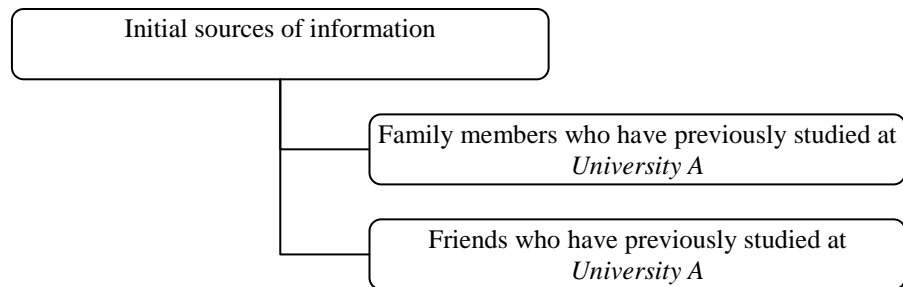 Initial sources of information
Family members who have previously studied at
University A
Friends who have previously studied at
University A